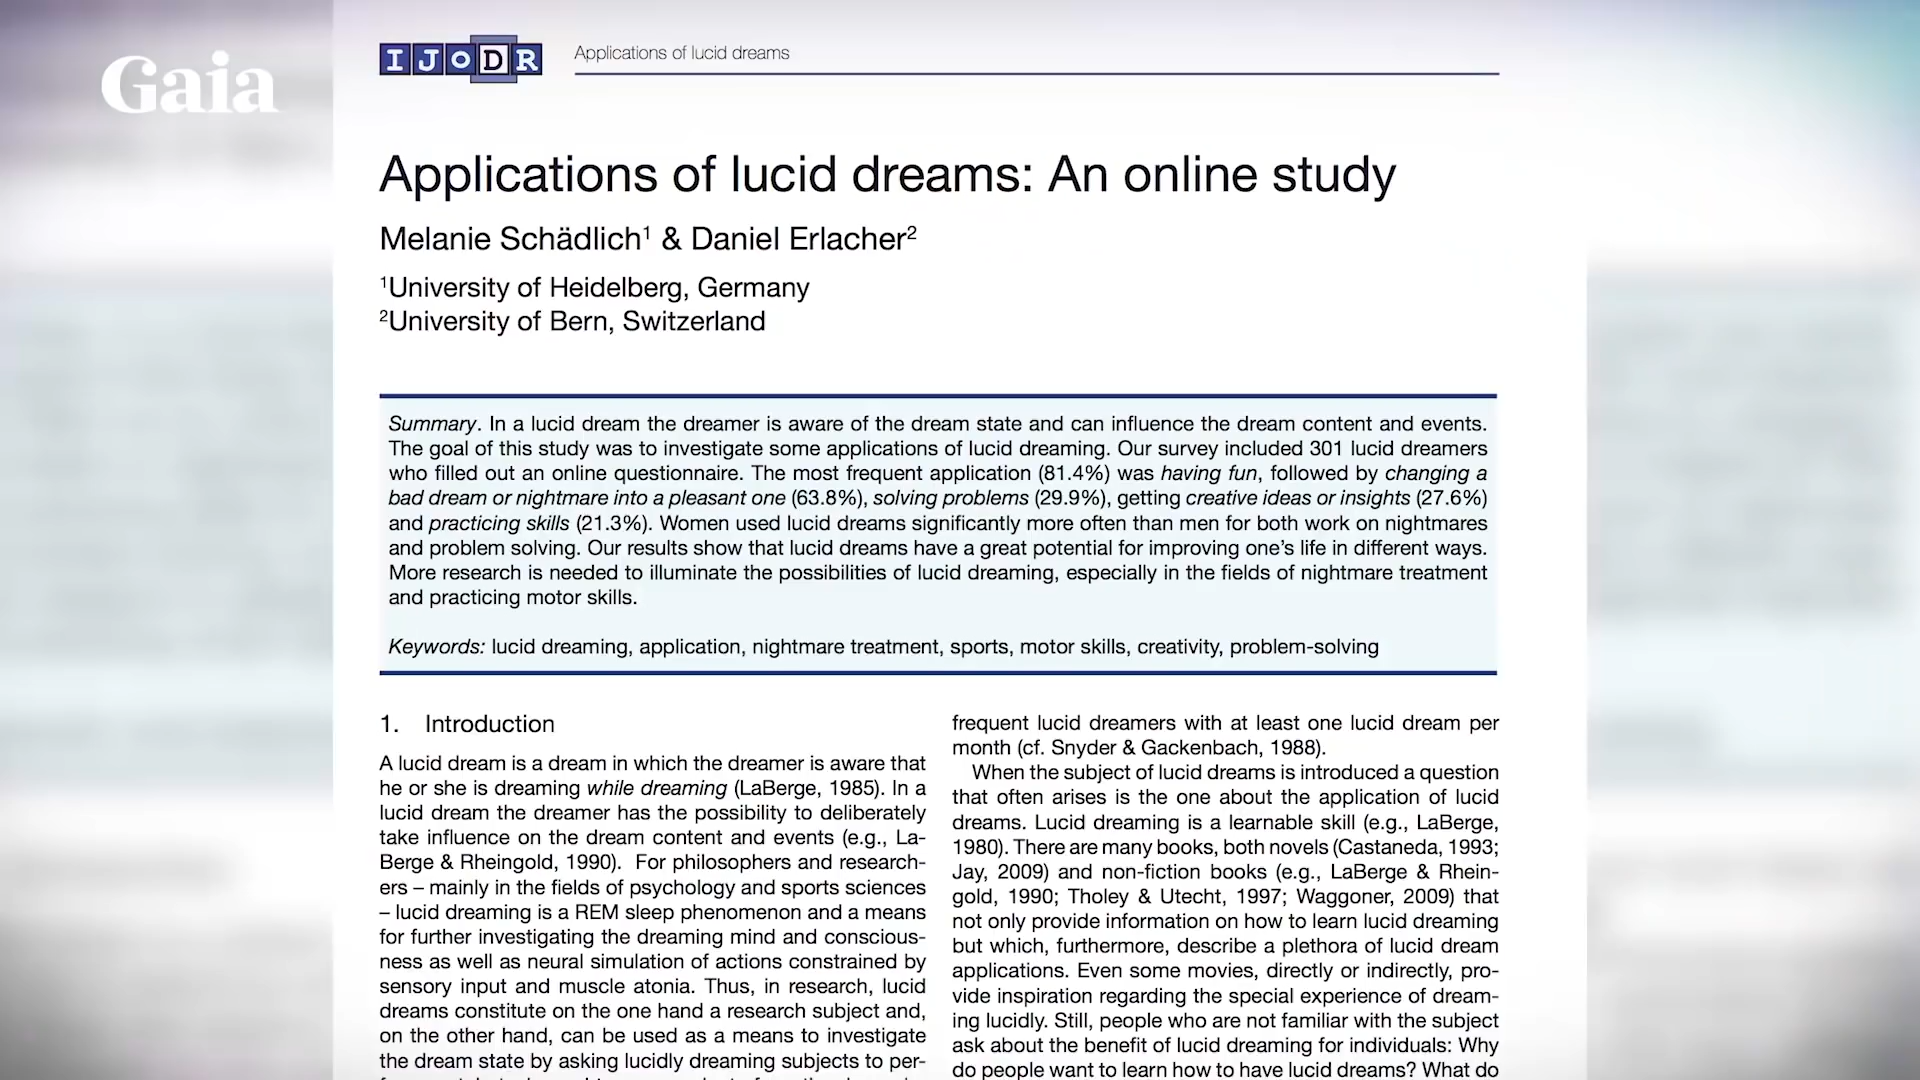 Gaia
IJODR
Applications of lucid dreams
Applications of lucid dreams: An online study
Melanie Schädlich¹ & Daniel Erlacher²
¹University of Heidelberg, Germany
²University of Bern, Switzerland
Summary. In a lucid dream the dreamer is aware of the dream state and can influence the dream content and events.
The goal of this study was to investigate some applications of lucid dreaming. Our survey included 301 lucid dreamers
who filled out an online questionnaire. The most frequent application (81.4%) was having fun, followed by changing a
bad dream or nightmare into a pleasant one (63.8%), solving problems (29.9%), getting creative ideas or insights (27.6%)
and practicing skills (21.3%). Women used lucid dreams significantly more often than men for both work on nightmares
and problem solving. Our results show that lucid dreams have a great potential for improving one's life in different ways.
More research is needed to illuminate the possibilities of lucid dreaming, especially in the fields of nightmare treatment
and practicing motor skills.
Keywords: lucid dreaming, application, nightmare treatment, sports, motor skills, creativity, problem-solving
1. Introduction
A lucid dream is a dream in which the dreamer is aware that
he or she is dreaming while dreaming (LaBerge, 1985). In a
lucid dream the dreamer has the possibility to deliberately
take influence on the dream content and events (e.g., La-
Berge & Rheingold, 1990). For philosophers and research-
ers – mainly in the fields of psychology and sports sciences
– lucid dreaming is a REM sleep phenomenon and a means
for further investigating the dreaming mind and conscious-
ness as well as neural simulation of actions constrained by
sensory input and muscle atonia. Thus, in research, lucid
dreams constitute on the one hand a research subject and,
on the other hand, can be used as a means to investigate
the dream state by asking lucidly dreaming subjects to per-
frequent lucid dreamers with at least one lucid dream per
month (cf. Snyder & Gackenbach, 1988).
When the subject of lucid dreams is introduced a question
that often arises is the one about the application of lucid
dreams. Lucid dreaming is a learnable skill (e.g., LaBerge,
1980). There are many books, both novels (Castaneda, 1993;
Jay, 2009) and non-fiction books (e.g., LaBerge & Rhein-
gold, 1990; Tholey & Utecht, 1997; Waggoner, 2009) that
not only provide information on how to learn lucid dreaming
but which, furthermore, describe a plethora of lucid dream
applications. Even some movies, directly or indirectly, pro-
vide inspiration regarding the special experience of dream-
ing lucidly. Still, people who are not familiar with the subject
ask about the benefit of lucid dreaming for individuals: Why
do people want to learn how to have lucid dreams? What do